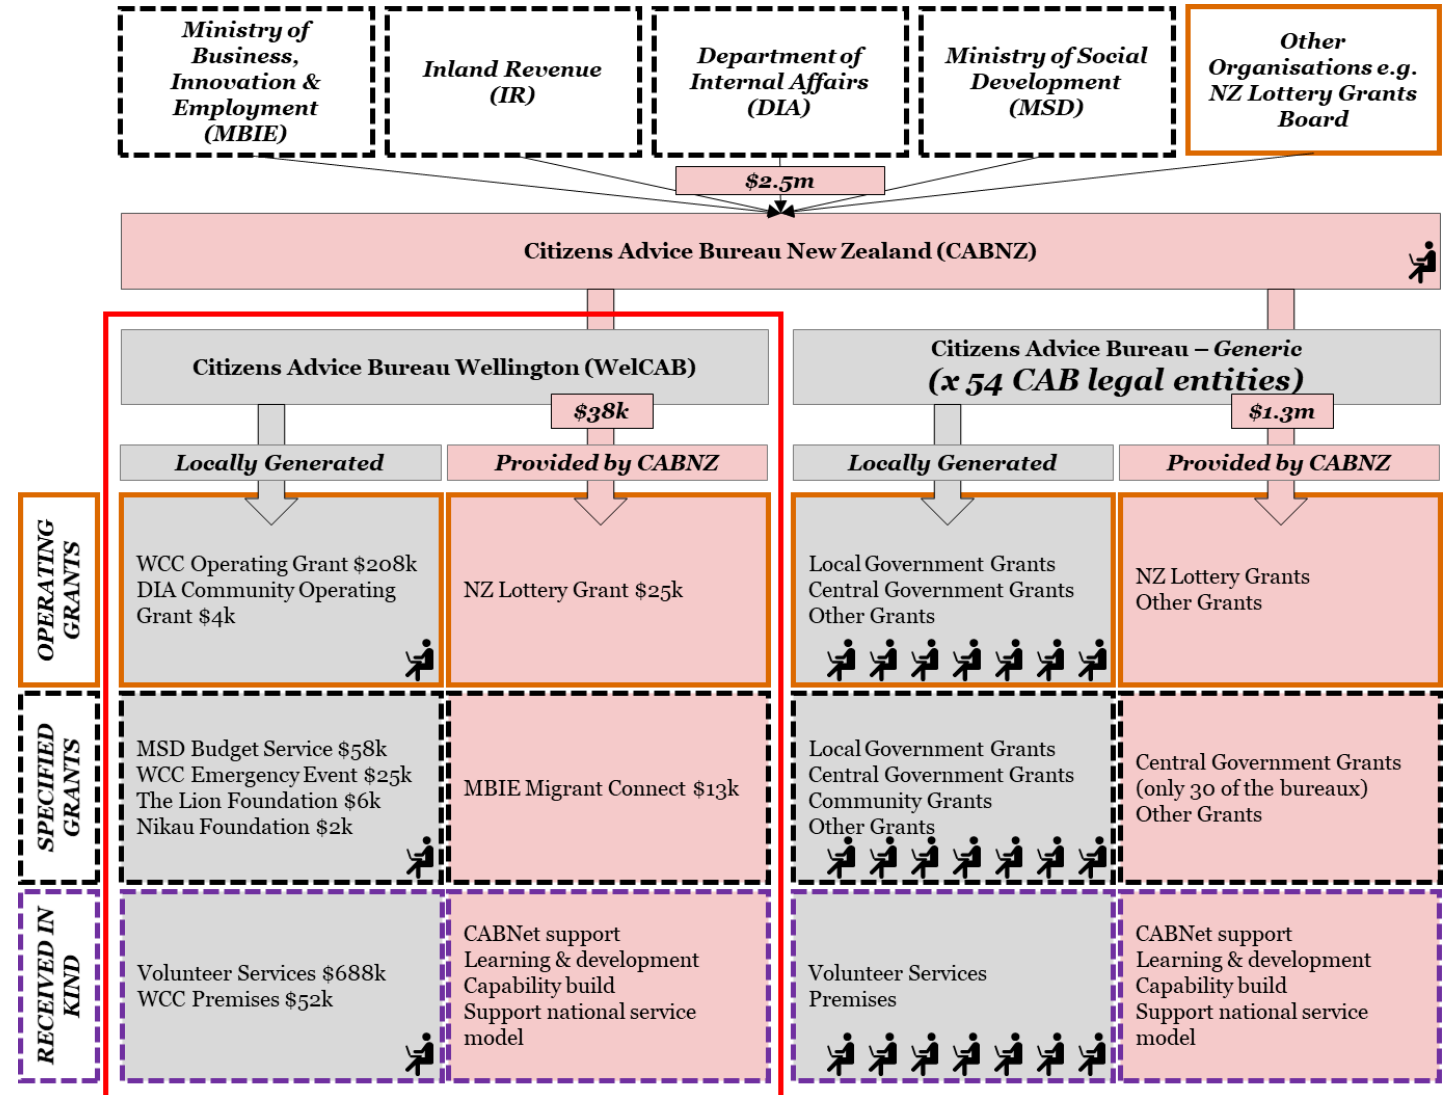 Ministry of
Business,
Innovation &
Employment
(MBIE)
Inland Revenue
(IR)
Department of
Internal Affairs
(DIA)
Ministry of Social
Development
(MSD)
Other
Organisations e.g.
NZ Lottery Grants
Board
$2.5m
Citizens Advice Bureau New Zealand (CABNZ)
Citizens Advice Bureau Wellington (WelCAB)
Citizens Advice Bureau – Generic
(x 54 CAB legal entities)
$38k
$1.3m
Locally Generated
Provided by CABNZ
Locally Generated
Provided by CABNZ
OPERATING
GRANTS
WCC Operating Grant $208k
DIA Community Operating
Grant $4k
NZ Lottery Grant $25k
Local Government Grants
Central Government Grants
Other Grants
NZ Lottery Grants
Other Grants
SPECIFIED
GRANTS
MSD Budget Service $58k
WCC Emergency Event $25k
The Lion Foundation $6k
Nikau Foundation $2k
MBIE Migrant Connect $13k
Local Government Grants
Central Government Grants
Community Grants
Other Grants
Central Government Grants
(only 30 of the bureaux)
Other Grants
RECEIVED IN
KIND
Volunteer Services $688k
WCC Premises $52k
CABNet support
Learning & development
Capability build
Support national service
model
Volunteer Services
Premises
CABNet support
Learning & development
Capability build
Support national service
model